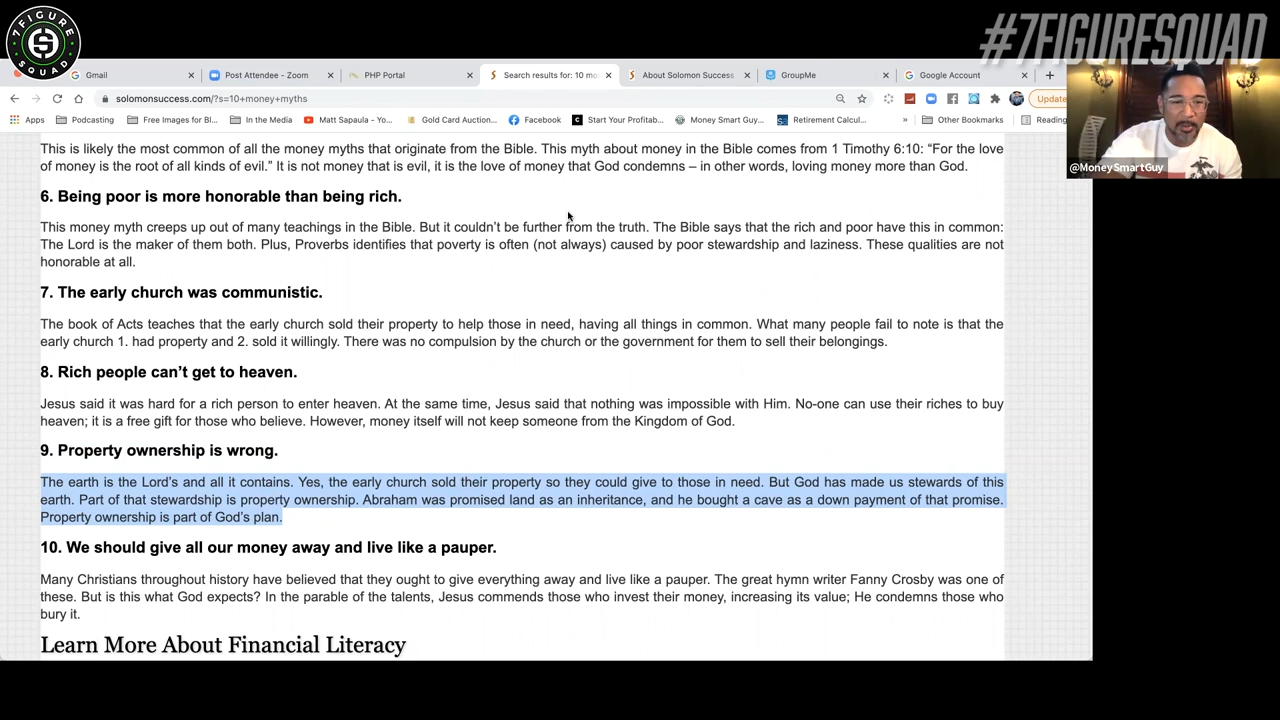 7 FIGURE
SQUAD
#7FIGURESQUAD
Gmail
Post Attendee - Zoom
PHP Portal
Search results for: 10 mo
About Solomon Success
GroupMe
Google Account
solomonsuccess.com/?s=10+money+myths
Update
Apps
Podcasting
Free Images for Bl...
In the Media
Matt Sapaula - Yo...
Gold Card Auction...
Facebook
Start Your Profitab...
Money Smart Guy...
Retirement Calcul...
»
Other Bookmarks
Reading
@MoneySmartGuy
This is likely the most common of all the money myths that originate from the Bible. This myth about money in the Bible comes from 1 Timothy 6:10: “For the love
of money is the root of all kinds of evil.” It is not money that is evil, it is the love of money that God condemns – in other words, loving money more than God.
6. Being poor is more honorable than being rich.
This money myth creeps up out of many teachings in the Bible. But it couldn’t be further from the truth. The Bible says that the rich and poor have this in common:
The Lord is the maker of them both. Plus, Proverbs identifies that poverty is often (not always) caused by poor stewardship and laziness. These qualities are not
honorable at all.
7. The early church was communistic.
The book of Acts teaches that the early church sold their property to help those in need, having all things in common. What many people fail to note is that the
early church 1. had property and 2. sold it willingly. There was no compulsion by the church or the government for them to sell their belongings.
8. Rich people can’t get to heaven.
Jesus said it was hard for a rich person to enter heaven. At the same time, Jesus said that nothing was impossible with Him. No-one can use their riches to buy
heaven; it is a free gift for those who believe. However, money itself will not keep someone from the Kingdom of God.
9. Property ownership is wrong.
The earth is the Lord’s and all it contains. Yes, the early church sold their property so they could give to those in need. But God has made us stewards of this
earth. Part of that stewardship is property ownership. Abraham was promised land as an inheritance, and he bought a cave as a down payment of that promise.
Property ownership is part of God’s plan.
10. We should give all our money away and live like a pauper.
Many Christians throughout history have believed that they ought to give everything away and live like a pauper. The great hymn writer Fanny Crosby was one of
these. But is this what God expects? In the parable of the talents, Jesus commends those who invest their money, increasing its value; He condemns those who
bury it.
Learn More About Financial Literacy